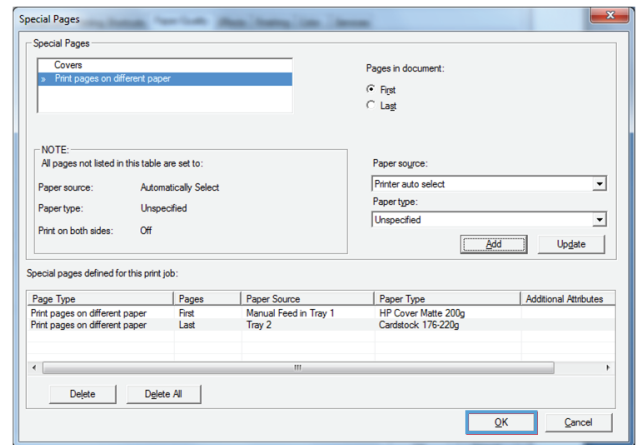 Special Pages
Special Pages
Covers
» Print pages on different paper
Pages in document:
First
Last
NOTE:
All pages not listed in this table are set to:
Paper source: Automatically Select
Paper type: Unspecified
Print on both sides: Off
Paper source:
Printer auto select
Paper type:
Unspecified
Add Update
Special pages defined for this print job:
Page Type Pages Paper Source Paper Type Additional Attributes
Print pages on different paper First Manual Feed in Tray 1 HP Cover Matte 200g
Print pages on different paper Last Tray 2 Cardstock 176-220g
Delete Delete All
OK Cancel